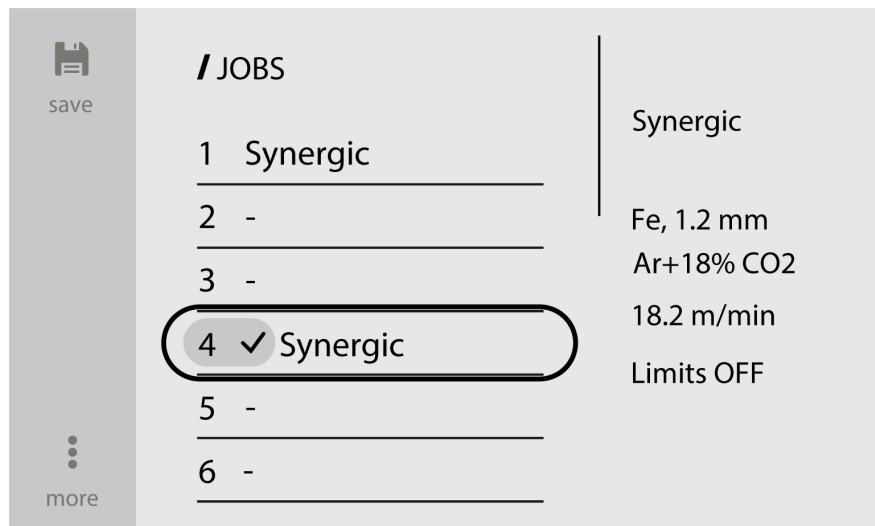 save
/ JOBS
1 Synergic
2 -
3 -
4 ✓ Synergic
5 -
6 -
more
Synergic
Fe, 1.2 mm
Ar+18% CO2
18.2 m/min
Limits OFF